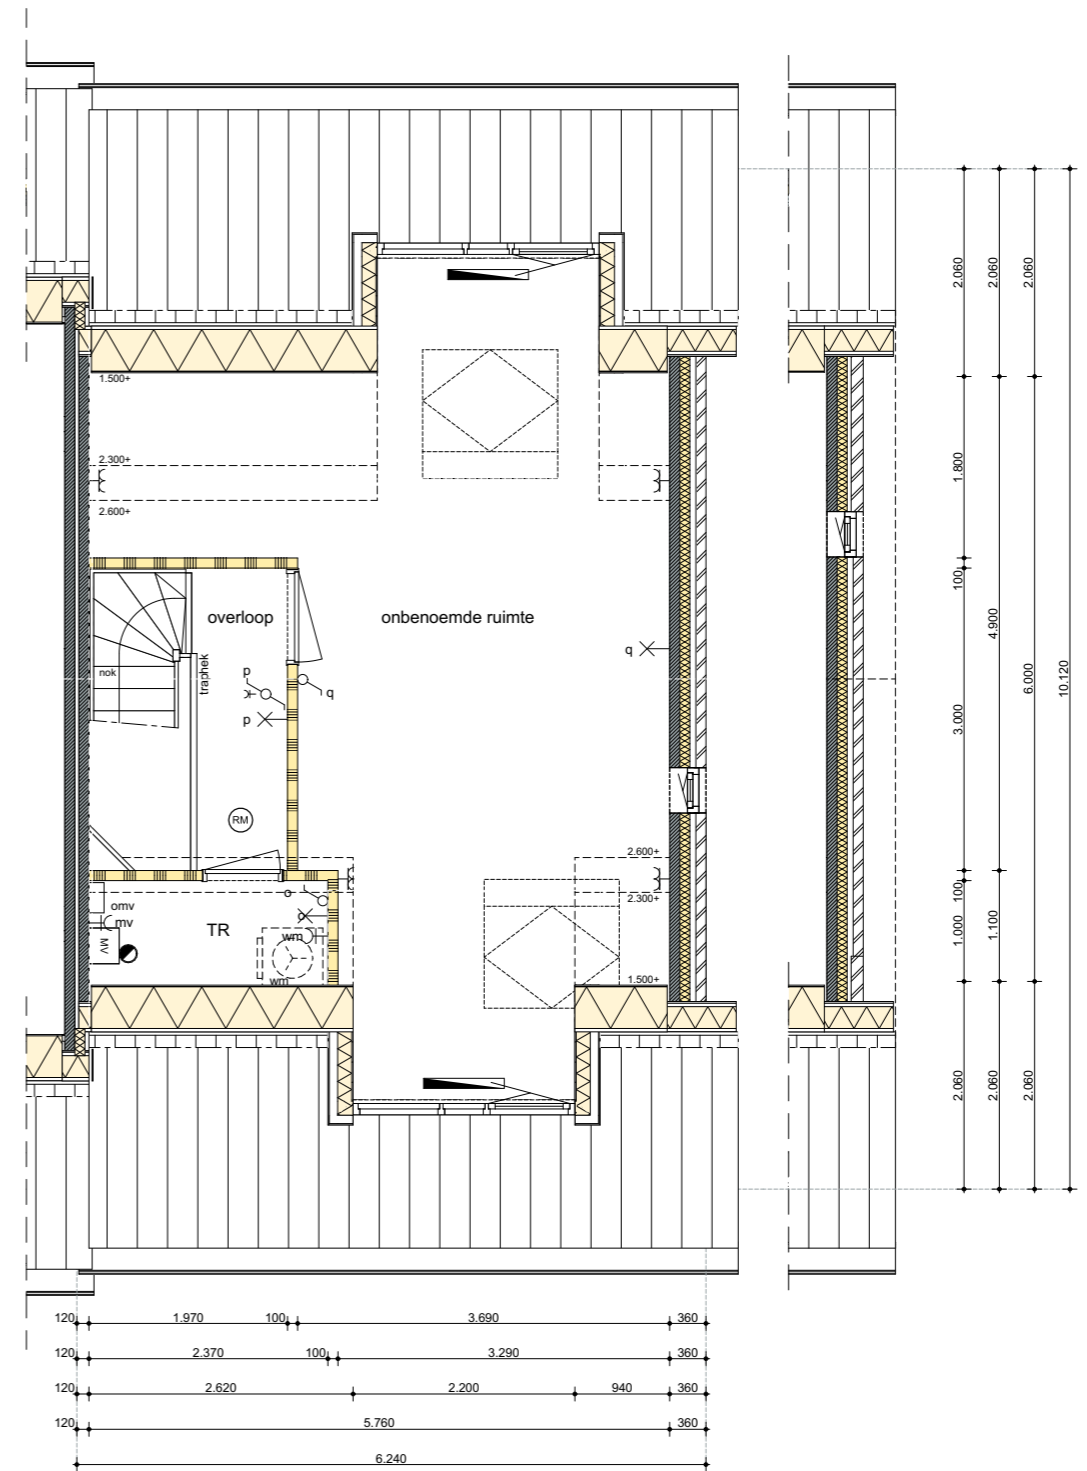 1.500+
2.300+
2.600+
overloop
onbenoemde ruimte
nok
traphek
p
q
p
q
RM
2.600+
2.300+
1.500+
omv
mv
MV
TR
o
o
wm
wm
2.060
2.060
2.060
1.800
100
4.900
6.000
10.120
3.000
100
1.000
1.100
2.060
2.060
2.060
120
1.970
100
3.690
360
120
2.370
100
3.290
360
120
2.620
2.200
940
360
120
5.760
360
6.240